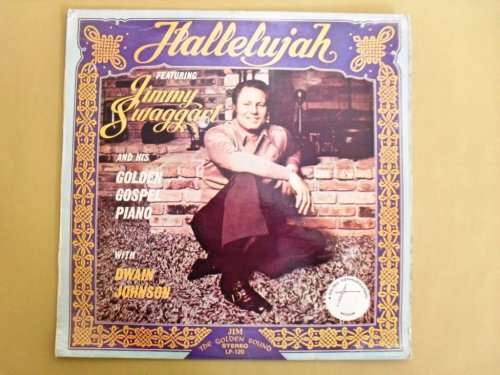 Hallelujah
FEATURING
Jimmy
Swaggart
AND HIS
GOLDEN
GOSPEL
PIANO
WITH
DWAIN
JOHNSON
JIM
THE GOLDEN SOUND
STEREO
LP-120